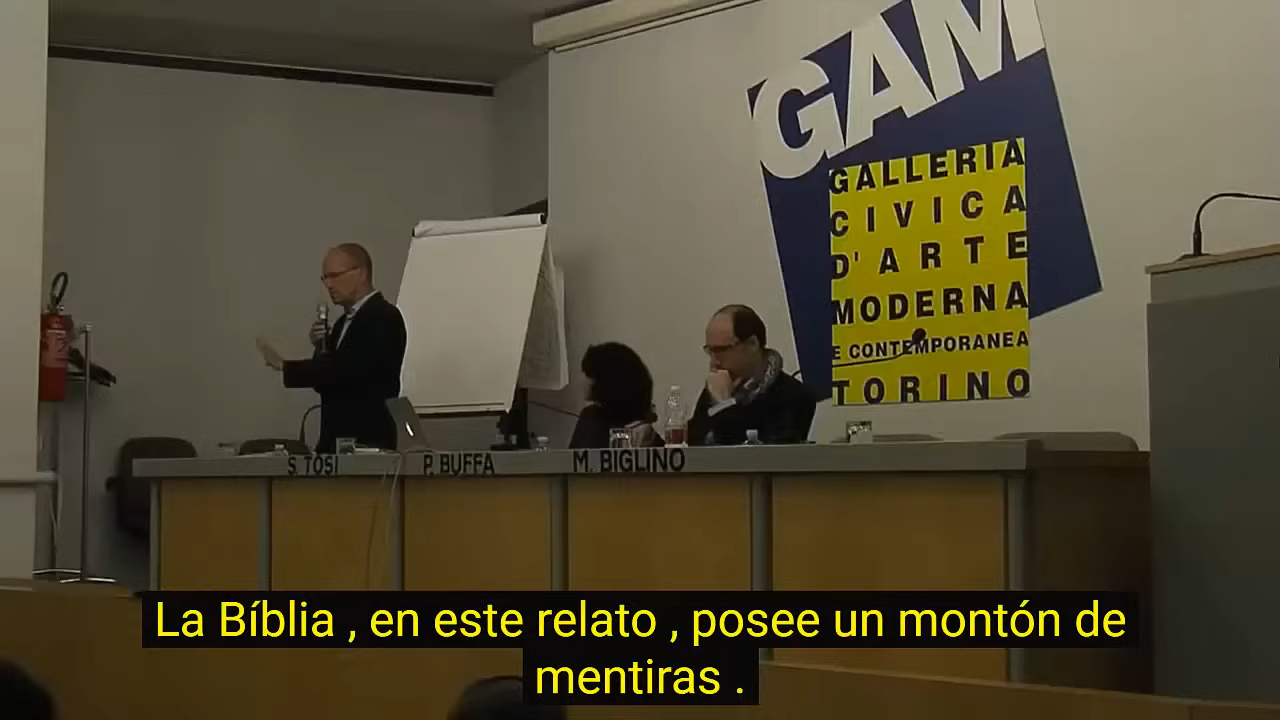 GAM
GALLERIA
CIVICA
D'ARTE
MODERNA
E CONTEMPORANEA
TORINO
S. TOSI
P. BUFFA
M. BIGLINO
La Bíblia , en este relato , posee un montón de
mentiras .